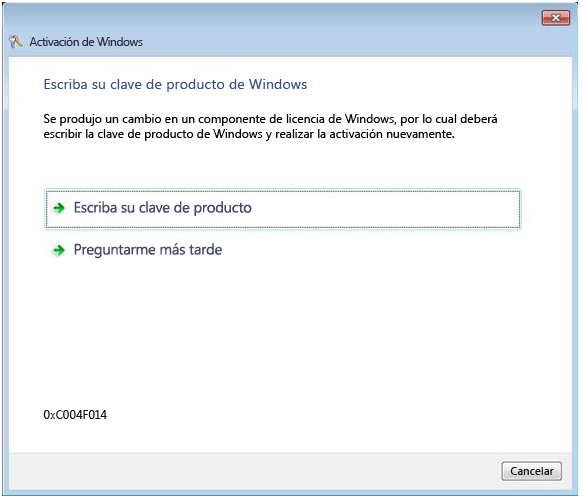 Activación de Windows
Escriba su clave de producto de Windows
Se produjo un cambio en un componente de licencia de Windows, por lo cual deberá
escribir la clave de producto de Windows y realizar la activación nuevamente.
Escriba su clave de producto
Preguntarme más tarde
0xC004F014
Cancelar